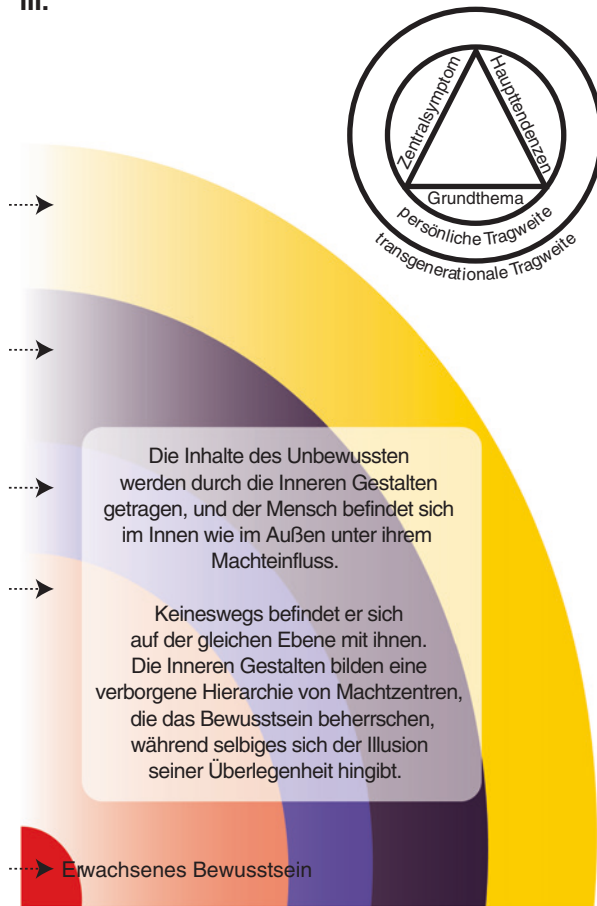 III.
Zentralsymptom
Haupttendenzen
Grundthema
persönliche Tragweite
transgenerationale Tragweite
Die Inhalte des Unbewussten
werden durch die Inneren Gestalten
getragen, und der Mensch befindet sich
im Innen wie im Außen unter ihrem
Machteinfluss.
Keineswegs befindet er sich
auf der gleichen Ebene mit ihnen.
Die Inneren Gestalten bilden eine
verborgene Hierarchie von Machtzentren,
die das Bewusstsein beherrschen,
während selbiges sich der Illusion
seiner Überlegenheit hingibt.
Erwachsenes Bewusstsein